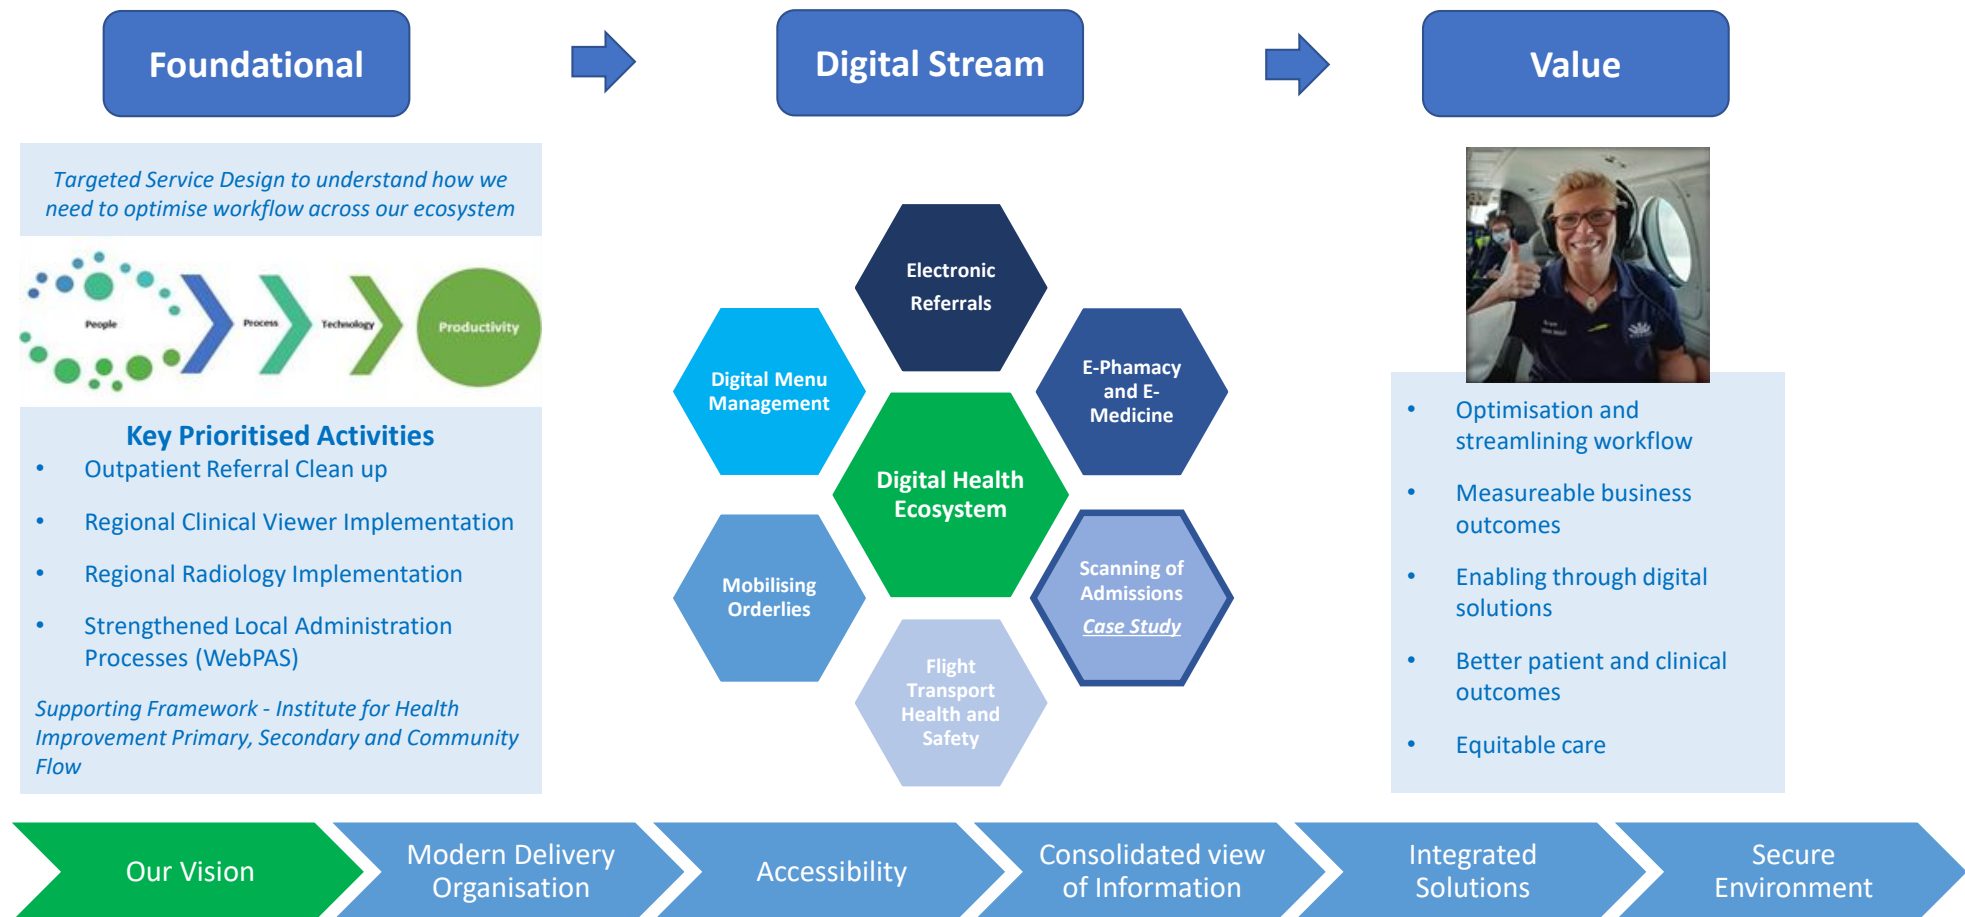 Foundational
Digital Stream
Value
Targeted Service Design to understand how we
need to optimise workflow across our ecosystem
People
Process
Technology
Productivity
Key Prioritised Activities
• Outpatient Referral Clean up
• Regional Clinical Viewer Implementation
• Regional Radiology Implementation
• Strengthened Local Administration
Processes (WebPAS)
Supporting Framework - Institute for Health
Improvement Primary, Secondary and Community
Flow
Electronic
Referrals
E-Phamacy
and E-
Medicine
Scanning of
Admissions
Case Study
Flight
Transport
Health and
Safety
Mobilising
Orderlies
Digital Menu
Management
Digital Health
Ecosystem
• Optimisation and
streamlining workflow
• Measureable business
outcomes
• Enabling through digital
solutions
• Better patient and clinical
outcomes
• Equitable care
Our Vision
Modern Delivery
Organisation
Accessibility
Consolidated view
of Information
Integrated
Solutions
Secure
Environment